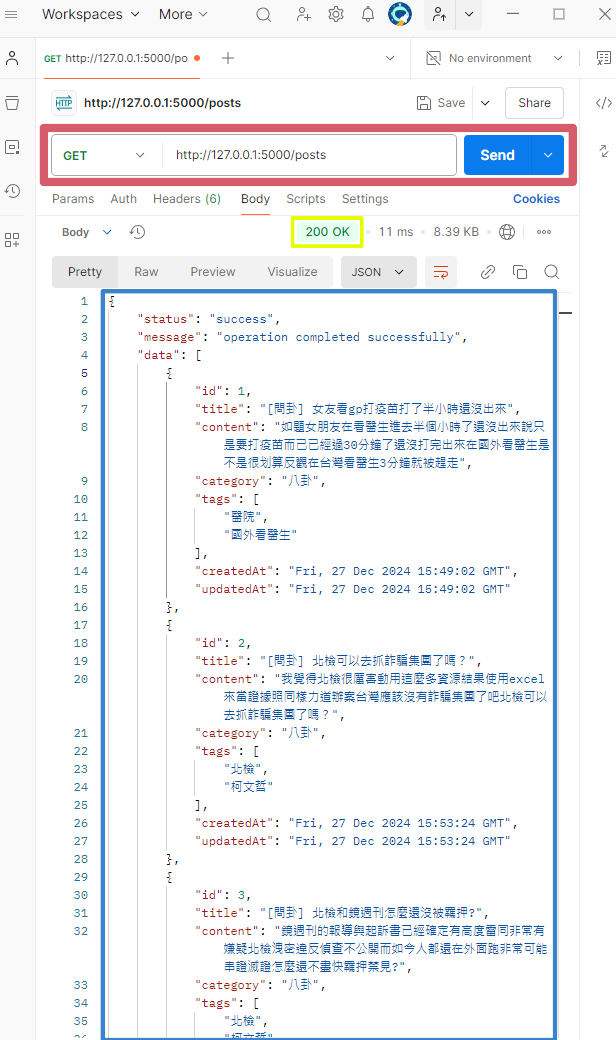 Workspaces More
GET http://127.0.0.1:5000/po No environment
HTTP http://127.0.0.1:5000/posts Save Share
GET http://127.0.0.1:5000/posts Send
Params Auth Headers (6) Body Scripts Settings Cookies
Body 200 OK 11 ms 8.39 KB
Pretty Raw Preview Visualize JSON
1 {
2 "status": "success",
3 "message": "operation completed successfully",
4 "data": [
5 {
6 "id": 1,
7 "title": "[問卦] 女友看gp打疫苗打了半小時還沒出來",
8 "content": "如題女朋友在看醫生進去半個小時了還沒出來說只
是要打疫苗而已已經過30分鐘了還沒打完出來在國外看醫生是
不是很划算反觀在台灣看醫生3分鐘就被趕走",
9 "category": "八卦",
10 "tags": [
11 "醫院",
12 "國外看醫生"
13 ],
14 "createdAt": "Fri, 27 Dec 2024 15:49:02 GMT",
15 "updatedAt": "Fri, 27 Dec 2024 15:49:02 GMT"
16 },
17 {
18 "id": 2,
19 "title": "[問卦] 北檢可以去抓詐騙集團了嗎？",
20 "content": "我覺得北檢很厲害動用這麼多資源結果使用excel
來當證據照同樣力道辦案台灣應該沒有詐騙集團了吧北檢可以
去抓詐騙集團了嗎？",
21 "category": "八卦",
22 "tags": [
23 "北檢",
24 "柯文哲"
25 ],
26 "createdAt": "Fri, 27 Dec 2024 15:53:24 GMT",
27 "updatedAt": "Fri, 27 Dec 2024 15:53:24 GMT"
28 },
29 {
30 "id": 3,
31 "title": "[問卦] 北檢和鏡週刊怎麼還沒被羈押?",
32 "content": "鏡週刊的報導與起訴書已經確定有高度雷同非常有
嫌疑北檢洩密違反偵查不公開而如今人都還在外面跑非常可能
串證滅證怎麼還不盡快羈押禁見?",
33 "category": "八卦",
34 "tags": [
35 "北檢",
36 "柯文哲"